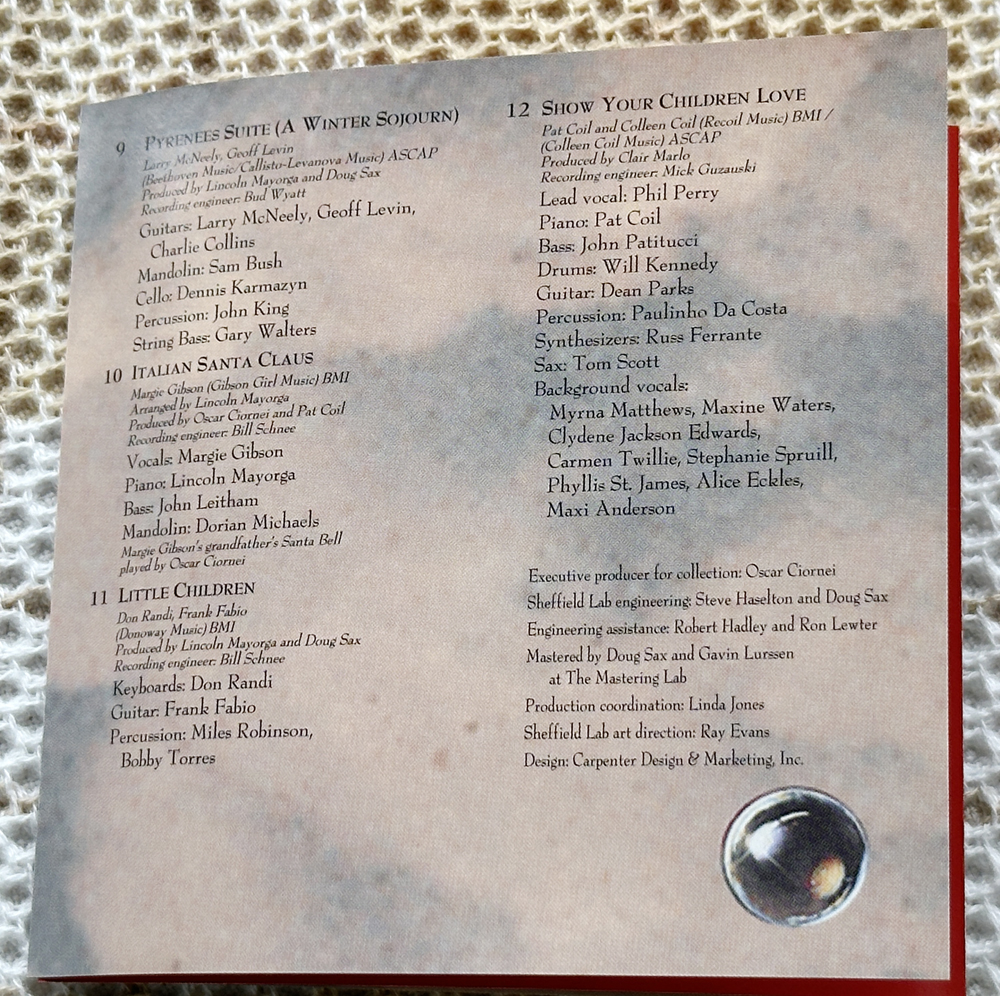 9 Pyrenees Suite (A Winter Sojourn)
Larry McNeely, Geoff Levin
(Beethoven Music/Callisto-Levanova Music) ASCAP
Produced by Lincoln Mayorga and Doug Sax
Recording engineer: Bud Wyatt
Guitars: Larry McNeely, Geoff Levin,
Charlie Collins
Mandolin: Sam Bush
Cello: Dennis Karmazyn
Percussion: John King
String Bass: Gary Walters
10 Italian Santa Claus
Margie Gibson (Gibson Girl Music) BMI
Arranged by Lincoln Mayorga
Produced by Oscar Ciornei and Pat Coil
Recording engineer: Bill Schnee
Vocals: Margie Gibson
Piano: Lincoln Mayorga
Bass: John Leitham
Mandolin: Dorian Michaels
Margie Gibson's grandfather's Santa Bell
played by Oscar Ciornei
11 Little Children
Don Randi, Frank Fabio
(Donoway Music) BMI
Produced by Lincoln Mayorga and Doug Sax
Recording engineer: Bill Schnee
Keyboards: Don Randi
Guitar: Frank Fabio
Percussion: Miles Robinson,
Bobby Torres
12 Show Your Children Love
Pat Coil and Colleen Coil (Recoil Music) BMI /
(Colleen Coil Music) ASCAP
Produced by Clair Marlo
Recording engineer: Mick Guzauski
Lead vocal: Phil Perry
Piano: Pat Coil
Bass: John Patitucci
Drums: Will Kennedy
Guitar: Dean Parks
Percussion: Paulinho Da Costa
Synthesizers: Russ Ferrante
Sax: Tom Scott
Background vocals:
Myrna Matthews, Maxine Waters,
Clydene Jackson Edwards,
Carmen Twillie, Stephanie Spruill,
Phyllis St. James, Alice Eckles,
Maxi Anderson
Executive producer for collection: Oscar Ciornei
Sheffield Lab engineering: Steve Haselton and Doug Sax
Engineering assistance: Robert Hadley and Ron Lewter
Mastered by Doug Sax and Gavin Lurssen
at The Mastering Lab
Production coordination: Linda Jones
Sheffield Lab art direction: Ray Evans
Design: Carpenter Design & Marketing, Inc.